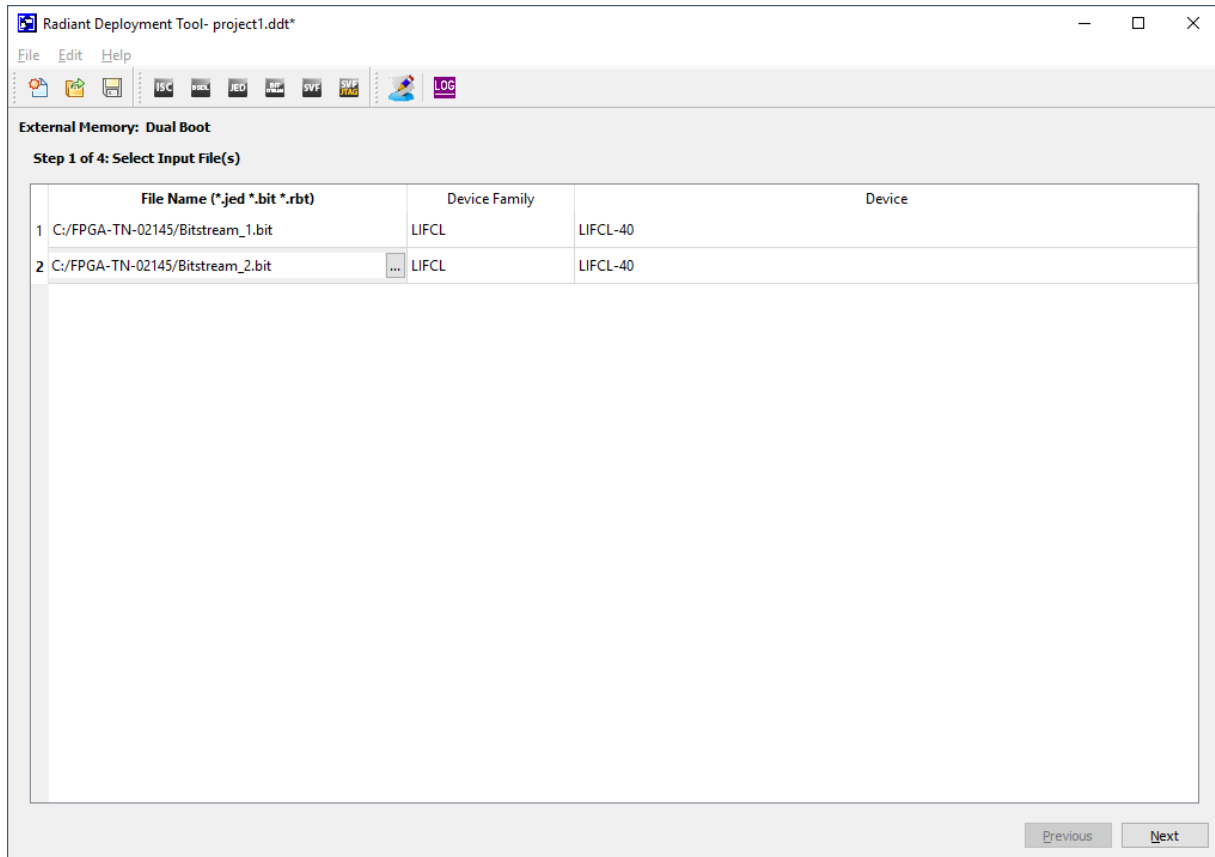 Radiant Deployment Tool- project1.ddt*
File Edit Help
ISC BSDL JED BIT SVF SVF JTAG LOG
External Memory: Dual Boot
Step 1 of 4: Select Input File(s)
File Name (*.jed *.bit *.rbt) Device Family Device
1 C:/FPGA-TN-02145/Bitstream_1.bit LIFCL LIFCL-40
2 C:/FPGA-TN-02145/Bitstream_2.bit ... LIFCL LIFCL-40
Previous Next